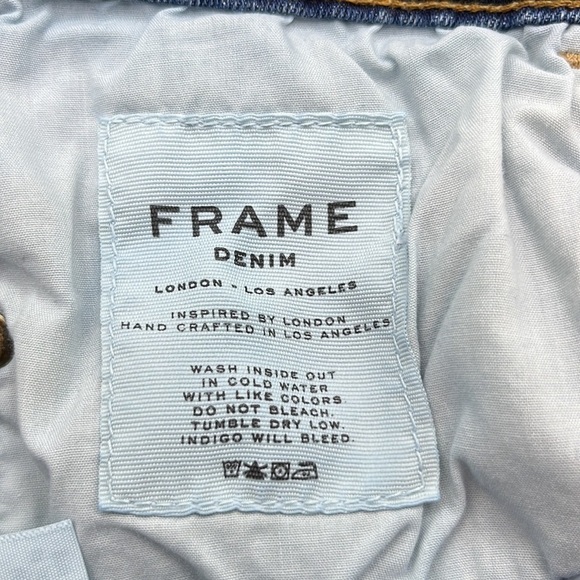 FRAME
DENIM
LONDON - LOS ANGELES
INSPIRED BY LONDON
HAND CRAFTED IN LOS ANGELES
WASH INSIDE OUT
IN COLD WATER
WITH LIKE COLORS
DO NOT BLEACH.
TUMBLE DRY LOW.
INDIGO WILL BLEED.